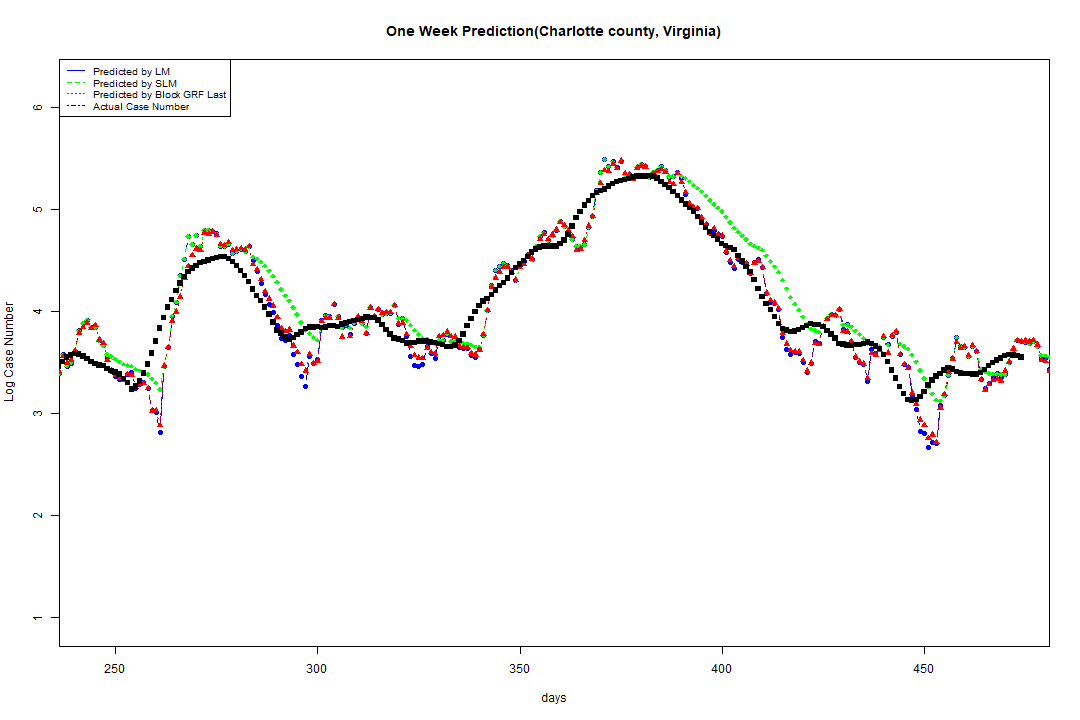 One Week Prediction(Charlotte county, Virginia)
Predicted by LM
Predicted by SLM
Predicted by Block GRF Last
Actual Case Number
Log Case Number
6
5
4
3
2
1
250 300 350 400 450
days